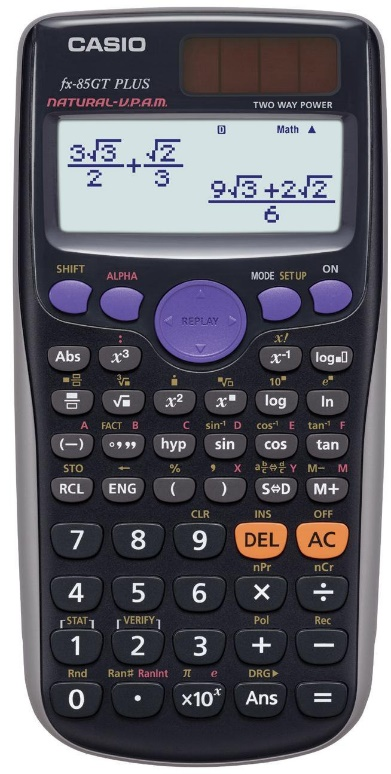 CASIO
fx-85GT PLUS
NATURAL-V.P.A.M.
TWO WAY POWER
D Math ▲
3√3/2 + √2/3
9√3+2√2/6
SHIFT ALPHA MODE SETUP ON
REPLAY
: x!
Abs x³ x⁻¹ log▪▯
▪▤ ³√▯ ▪̇ ▪√▯ 10▪ e▪
▤ √▪ x² x▪ log ln
A FACT B C sin⁻¹ D cos⁻¹ E tan⁻¹ F
(−) °,,, hyp sin cos tan
STO ← % , X a b/c⇔d/c Y M− M
RCL ENG ( ) S⇔D M+
CLR INS OFF
7 8 9 DEL AC
nPr nCr
4 5 6 × ÷
STAT VERIFY Pol Rec
1 2 3 + −
Rnd Ran# RanInt π e DRG▶
0 . ×10ˣ Ans =